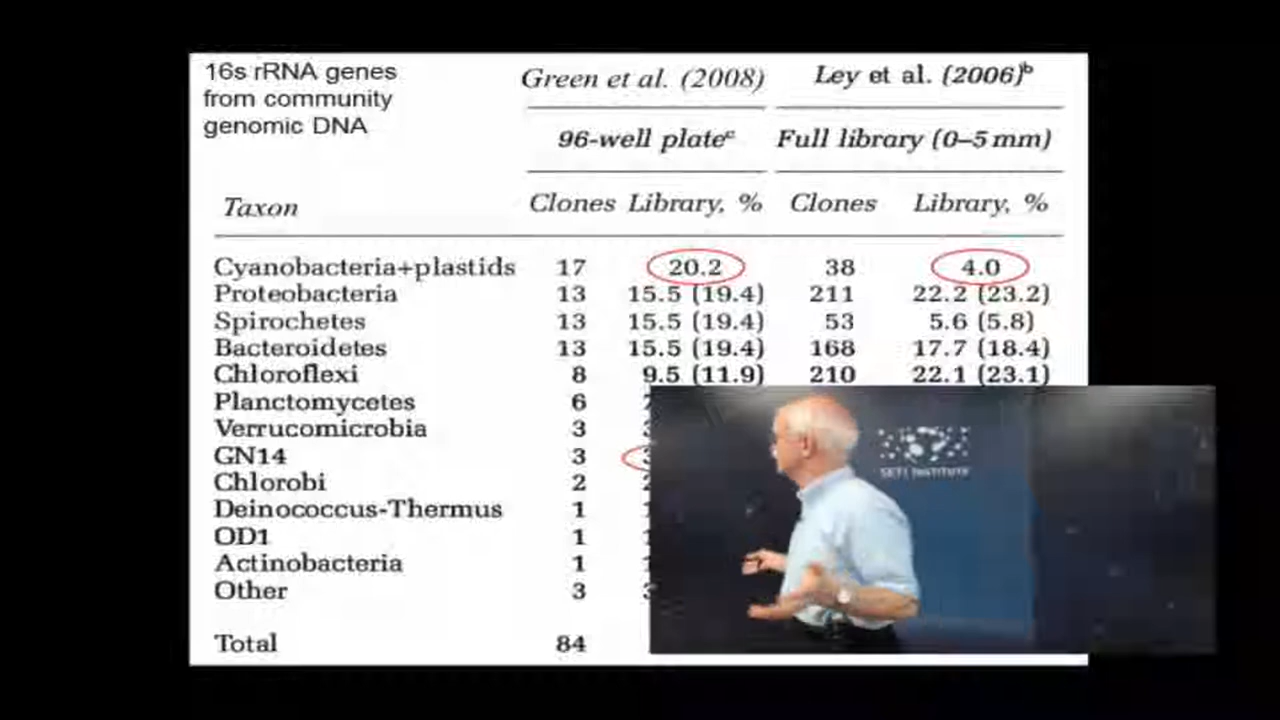 16s rRNA genes
from community
genomic DNA
Green et al. (2008) Ley et al. (2006)b
96-well platec Full library (0–5 mm)
Taxon Clones Library, % Clones Library, %
Cyanobacteria+plastids 17 20.2 38 4.0
Proteobacteria 13 15.5 (19.4) 211 22.2 (23.2)
Spirochetes 13 15.5 (19.4) 53 5.6 (5.8)
Bacteroidetes 13 15.5 (19.4) 168 17.7 (18.4)
Chloroflexi 8 9.5 (11.9) 210 22.1 (23.1)
Planctomycetes 6
Verrucomicrobia 3
GN14 3
Chlorobi 2
Deinococcus-Thermus 1
OD1 1
Actinobacteria 1
Other 3
Total 84
SETI INSTITUTE